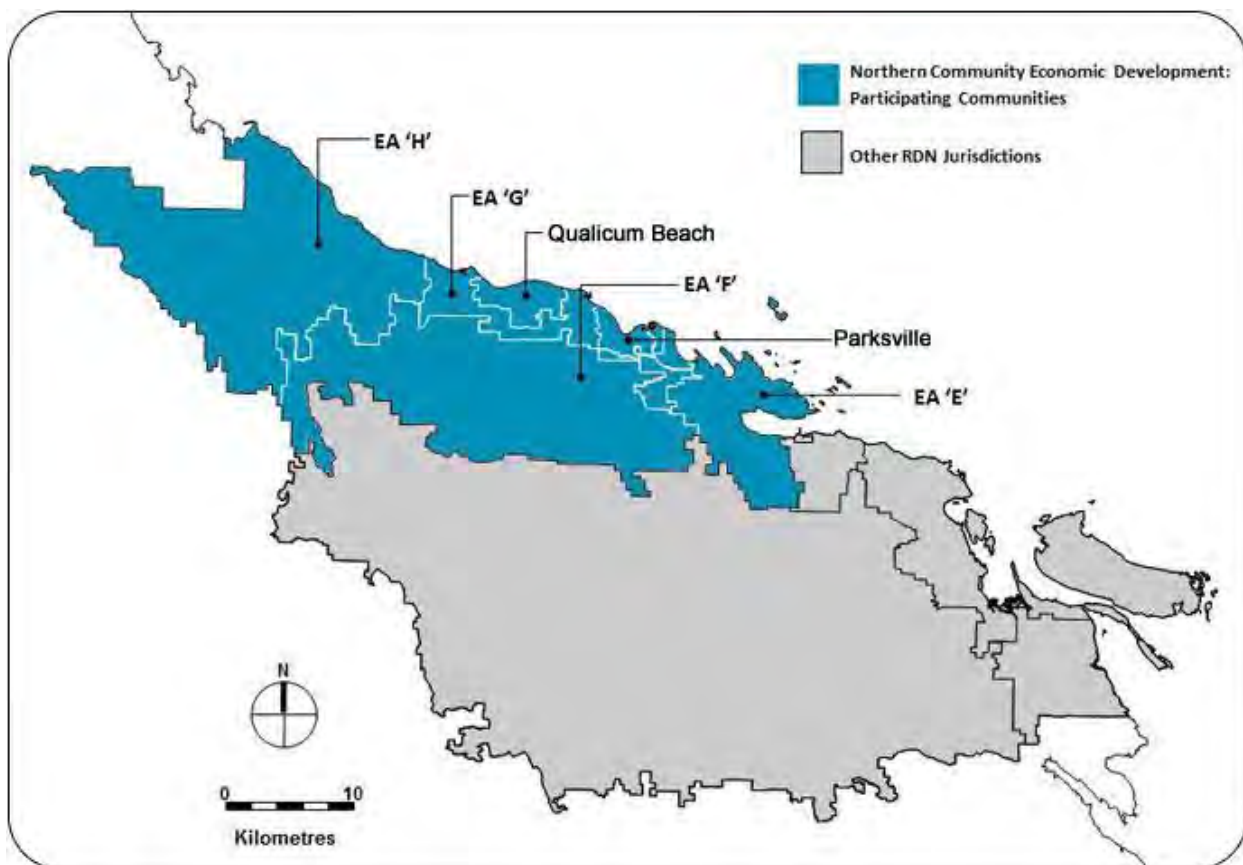 Northern Community Economic Development:
Participating Communities
Other RDN Jurisdictions
EA ‘H’
EA ‘G’
Qualicum Beach
EA ‘F’
Parksville
EA ‘E’
N
0 10
Kilometres